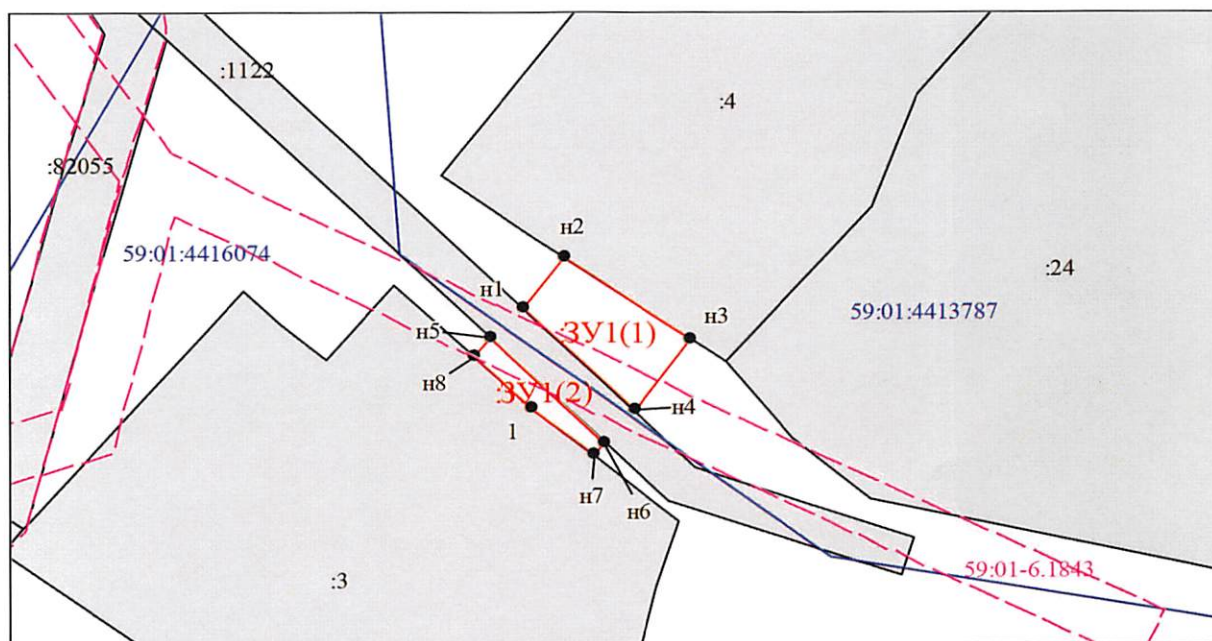 :1122
:4
:82055
н2
59:01:4416074
:24
н1
59:01:4413787
:ЗУ1(1)
н3
н5
н8
:ЗУ1(2)
н4
1
н7
н6
59:01-6.1843
:3